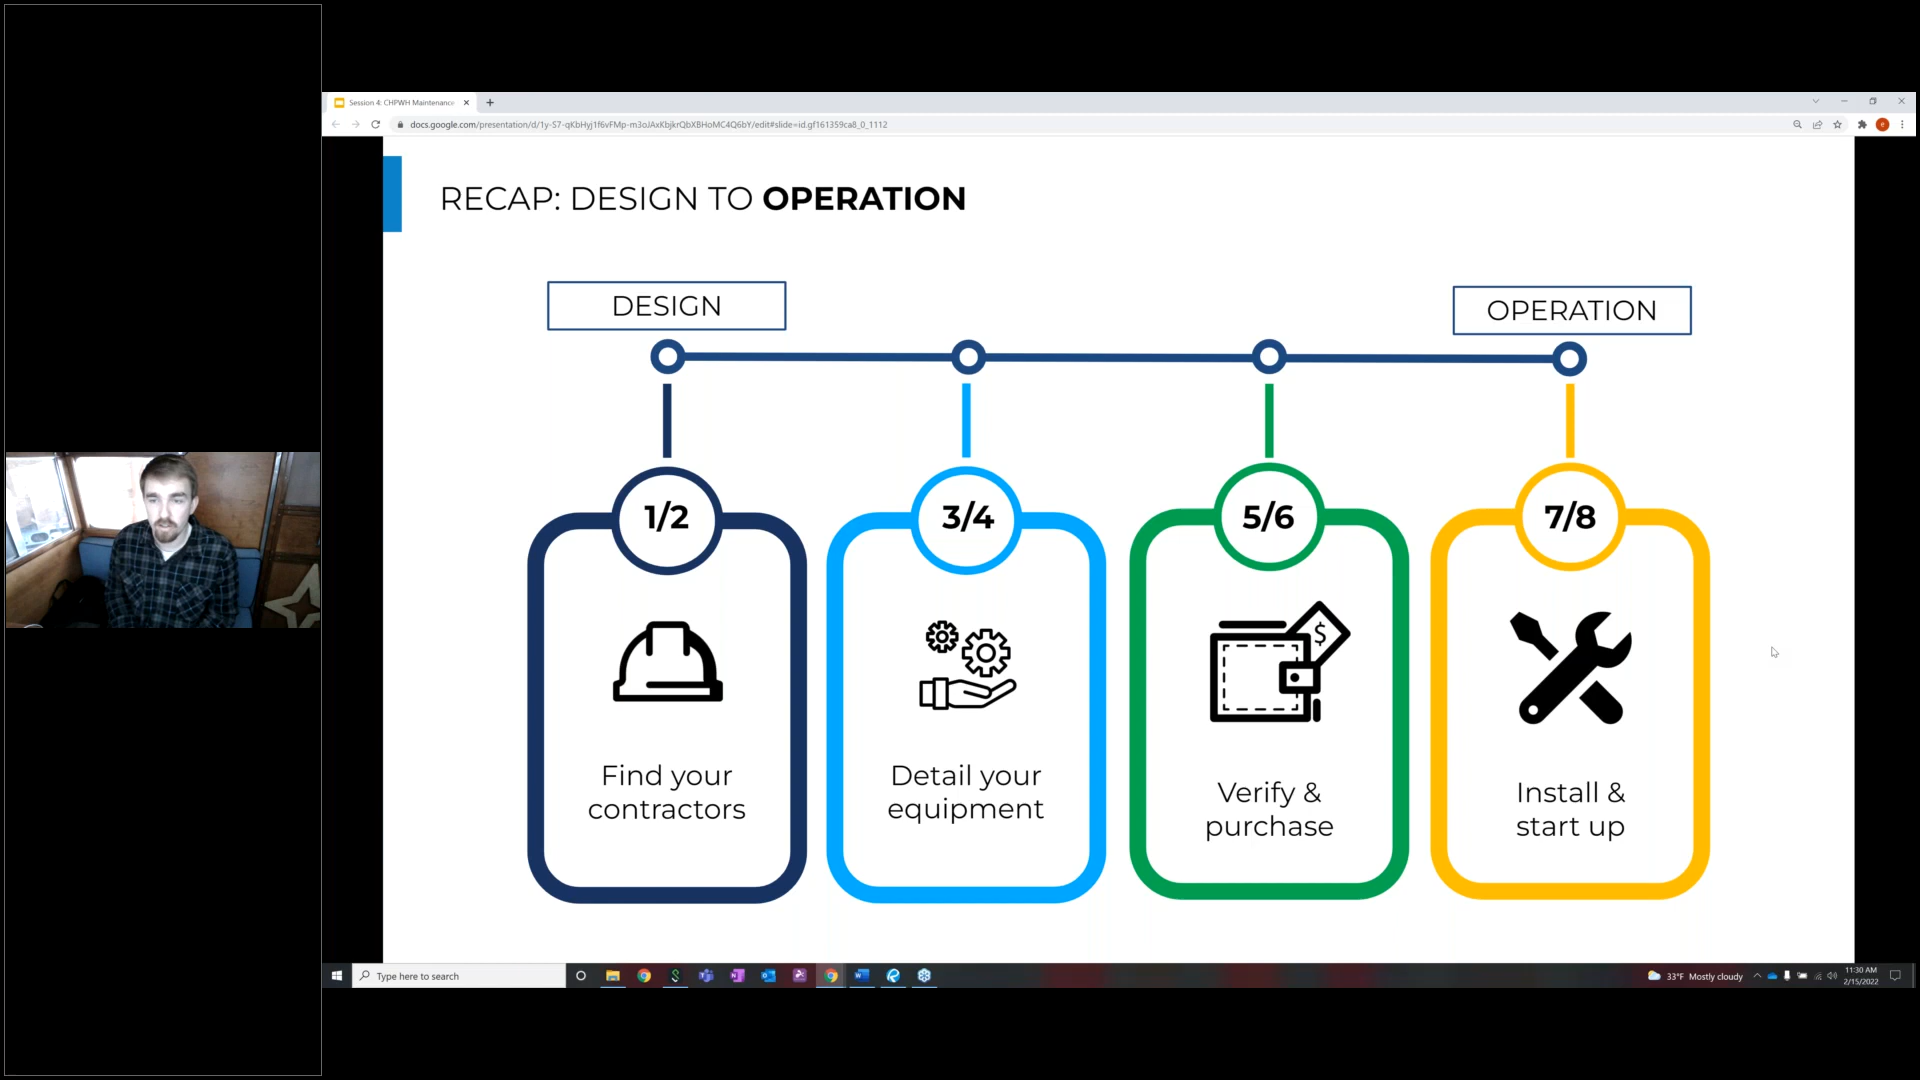 Session 4: CHPWH Maintenance
docs.google.com/presentation/d/1y-S7-qKbHyj1f6vFMp-m3oJAxKbjkrQbXBHoMC4Q6bY/edit#slide=id.gf161359ca8_0_1112
e
RECAP: DESIGN TO OPERATION
DESIGN
OPERATION
1/2
3/4
5/6
7/8
$
Find your
contractors
Detail your
equipment
Verify &
purchase
Install &
start up
Type here to search
33°F Mostly cloudy
11:30 AM
2/15/2022